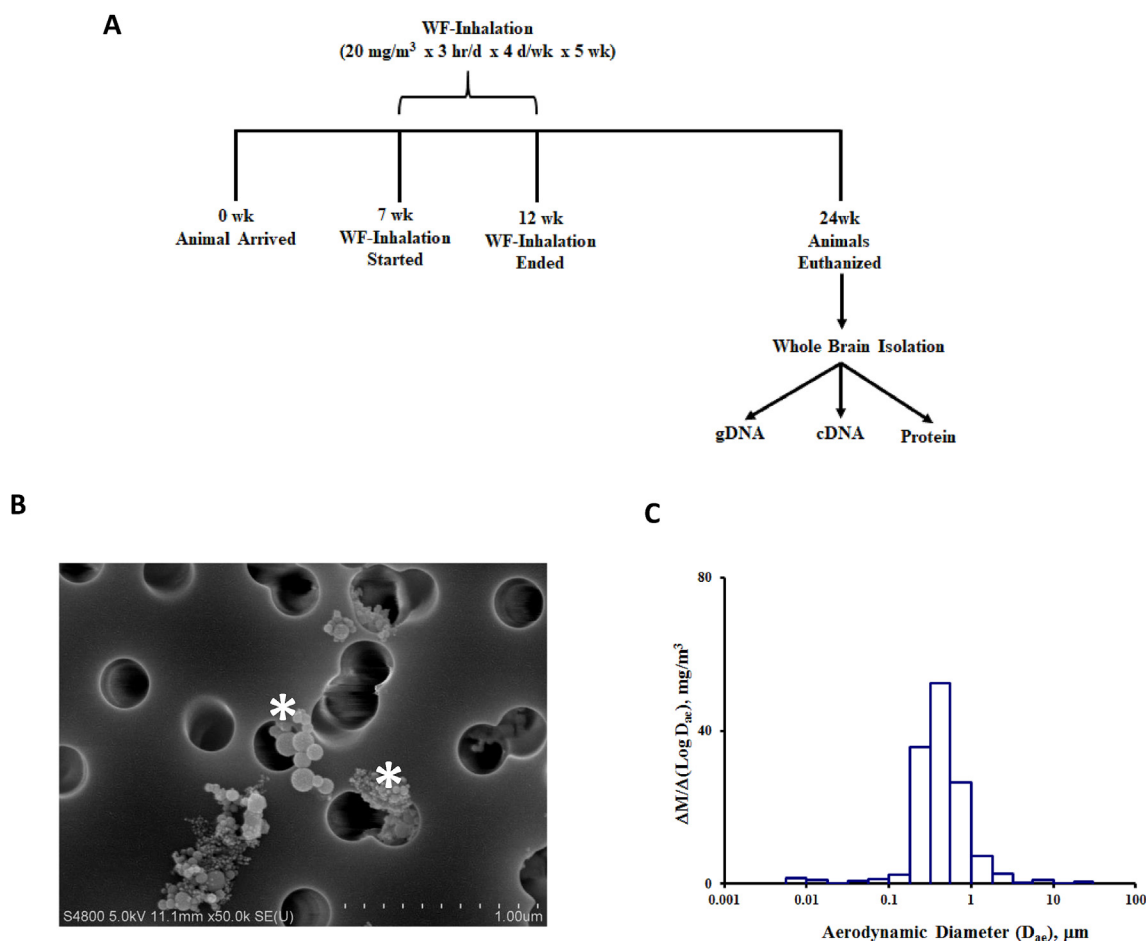 A
WF-Inhalation
(20 mg/m³ x 3 hr/d x 4 d/wk x 5 wk)
0 wk
Animal Arrived
7 wk
WF-Inhalation
Started
12 wk
WF-Inhalation
Ended
24wk
Animals
Euthanized
Whole Brain Isolation
gDNA
cDNA
Protein
B
*
*
S4800 5.0kV 11.1mm x50.0k SE(U)
1.00um
C
ΔM/Δ(Log Dₐₑ), mg/m³
80
40
0
0.001
0.01
0.1
1
10
100
Aerodynamic Diameter (Dₐₑ), μm